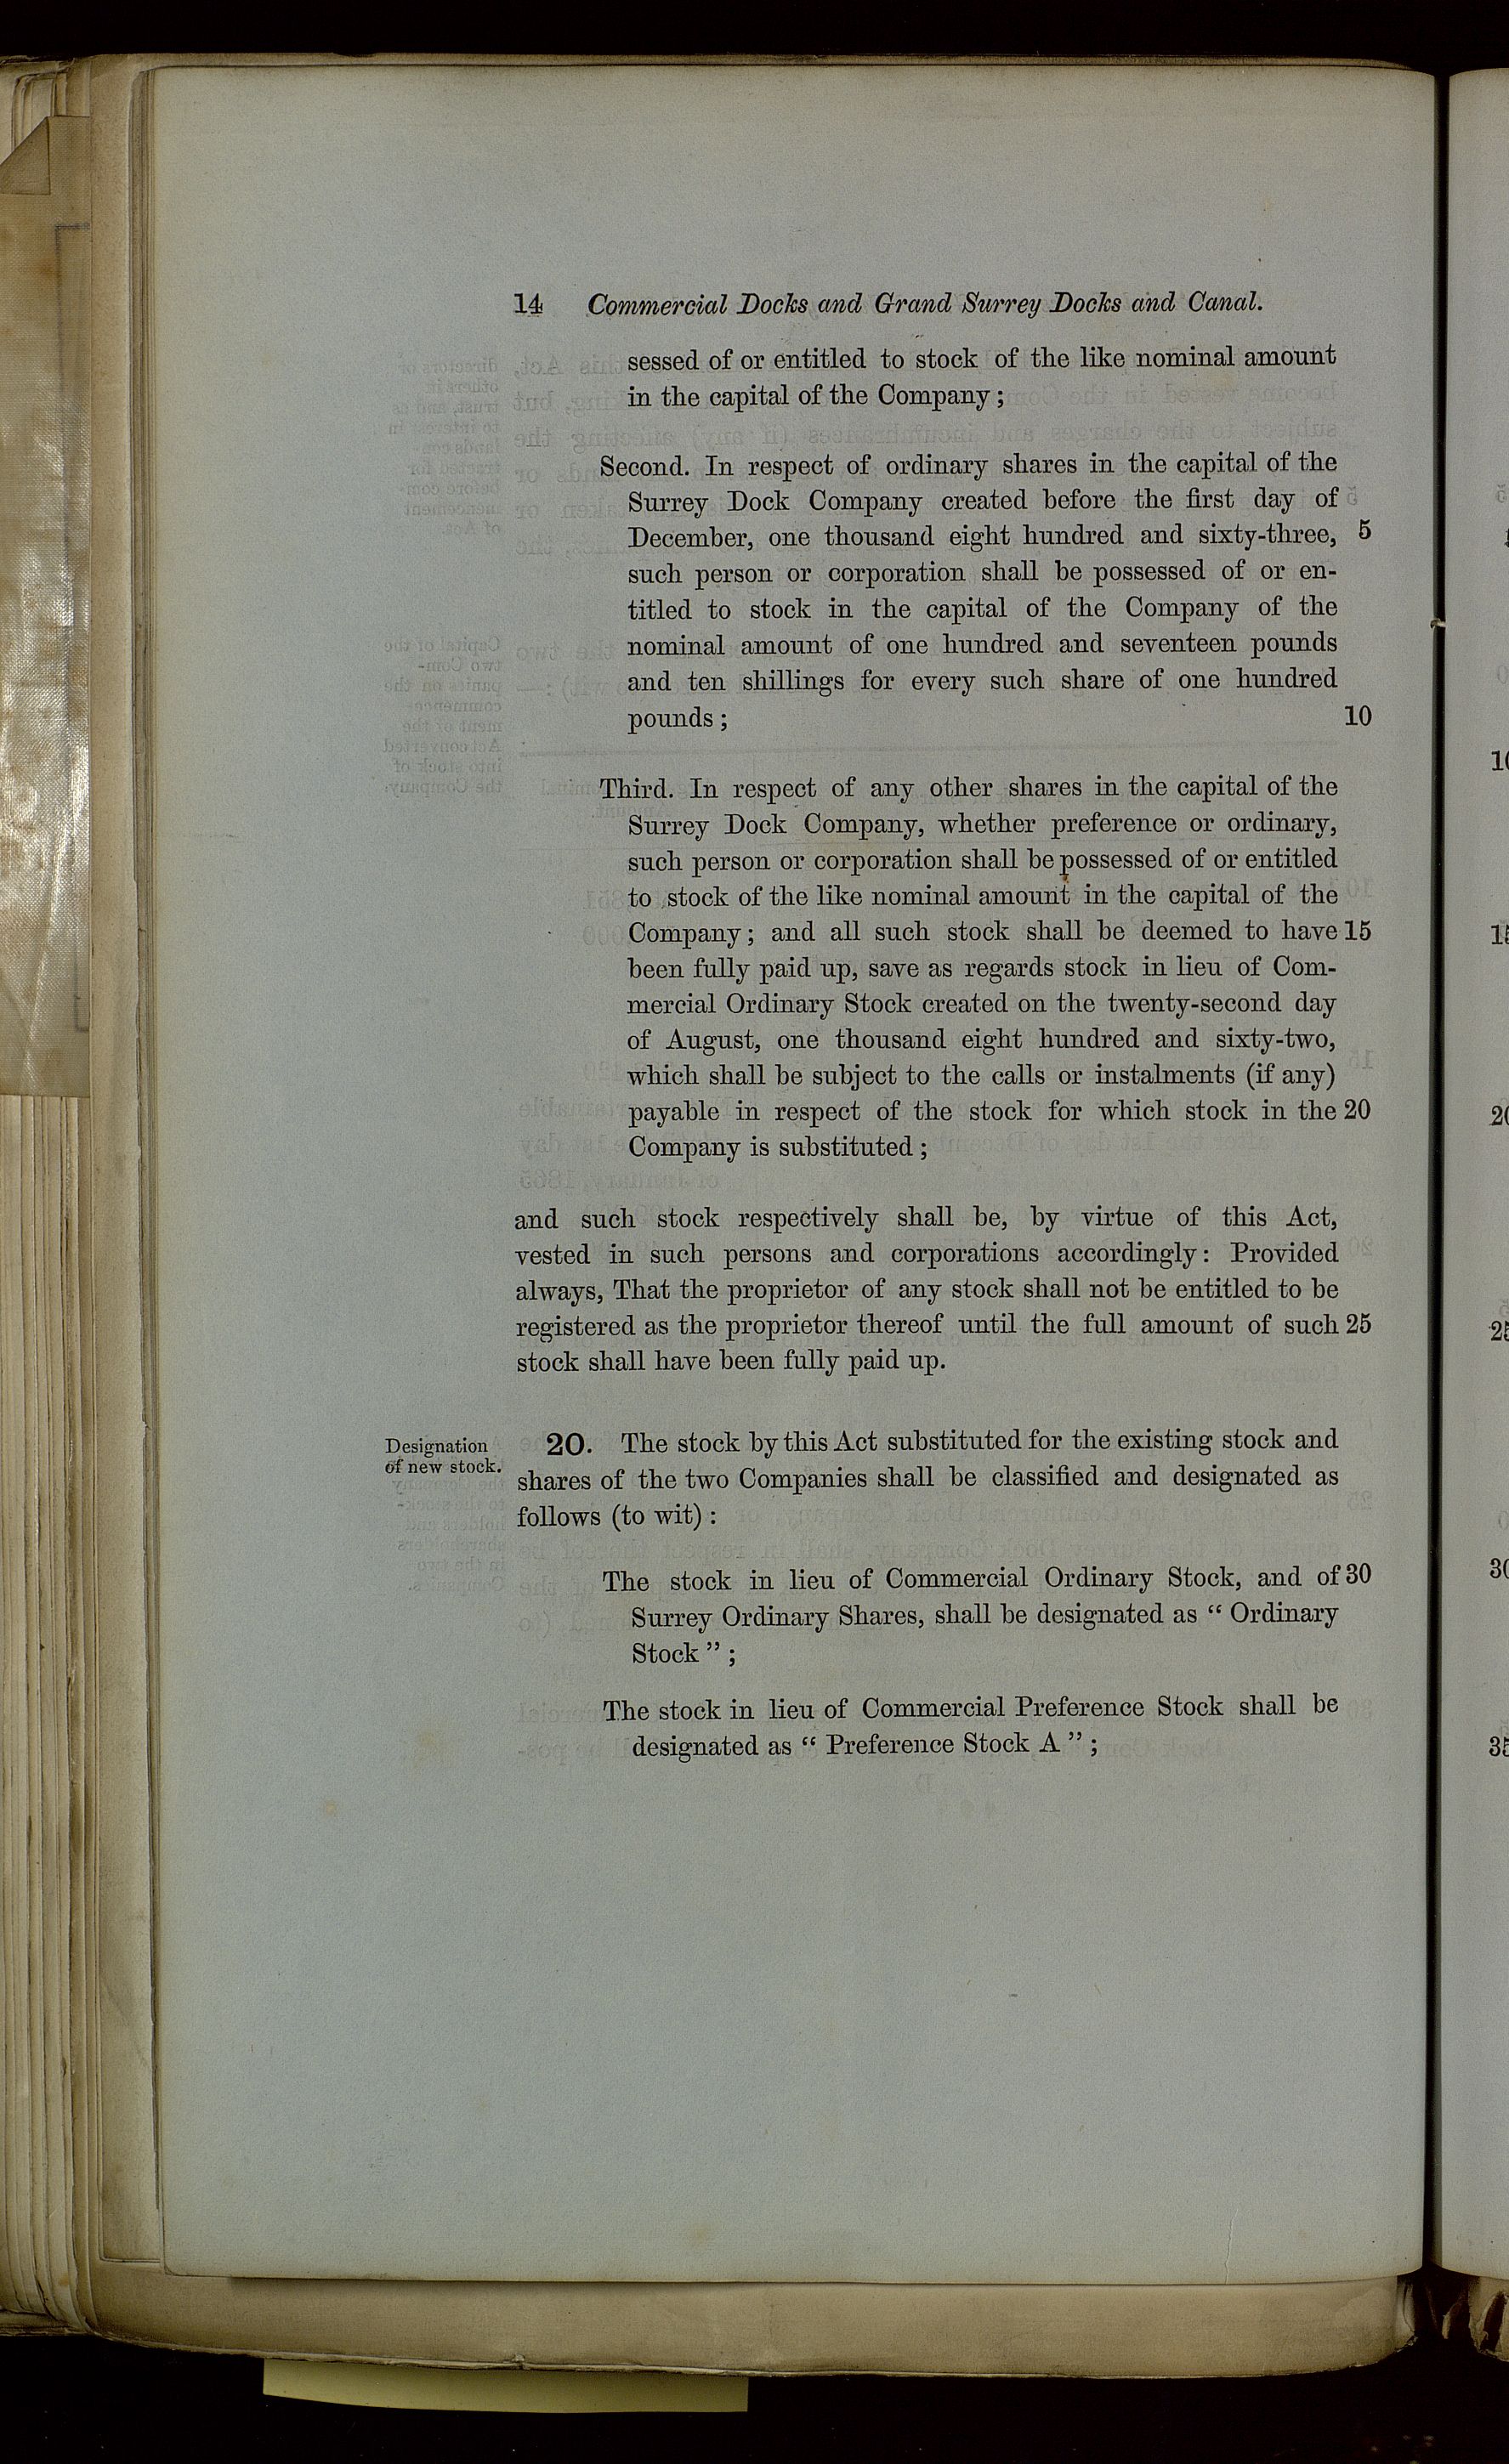 14 Commercial Docks and Grand Surrey Docks and Canal.
sessed of or entitled to stock of the like nominal amount
in the capital of the Company;
Second. In respect of ordinary shares in the capital of the
Surrey Dock Company created before the first day of
December, one thousand eight hundred and sixty-three, 5
such person or corporation shall be possessed of or en-
titled to stock in the capital of the Company of the
nominal amount of one hundred and seventeen pounds
and ten shillings for every such share of one hundred
pounds; 10
Third. In respect of any other shares in the capital of the
Surrey Dock Company, whether preference or ordinary,
such person or corporation shall be possessed of or entitled
to stock of the like nominal amount in the capital of the
Company; and all such stock shall be deemed to have 15
been fully paid up, save as regards stock in lieu of Com-
mercial Ordinary Stock created on the twenty-second day
of August, one thousand eight hundred and sixty-two,
which shall be subject to the calls or instalments (if any)
payable in respect of the stock for which stock in the 20
Company is substituted;
and such stock respectively shall be, by virtue of this Act,
vested in such persons and corporations accordingly: Provided
always, That the proprietor of any stock shall not be entitled to be
registered as the proprietor thereof until the full amount of such 25
stock shall have been fully paid up.
Designation
of new stock.
20. The stock by this Act substituted for the existing stock and
shares of the two Companies shall be classified and designated as
follows (to wit):
The stock in lieu of Commercial Ordinary Stock, and of 30
Surrey Ordinary Shares, shall be designated as "Ordinary
Stock";
The stock in lieu of Commercial Preference Stock shall be
designated as "Preference Stock A";